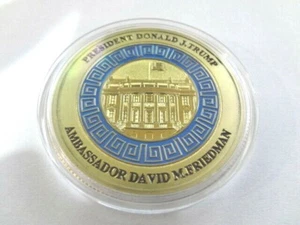 PRESIDENT DONALD J. TRUMP
AMBASSADOR DAVID M. FRIEDMAN